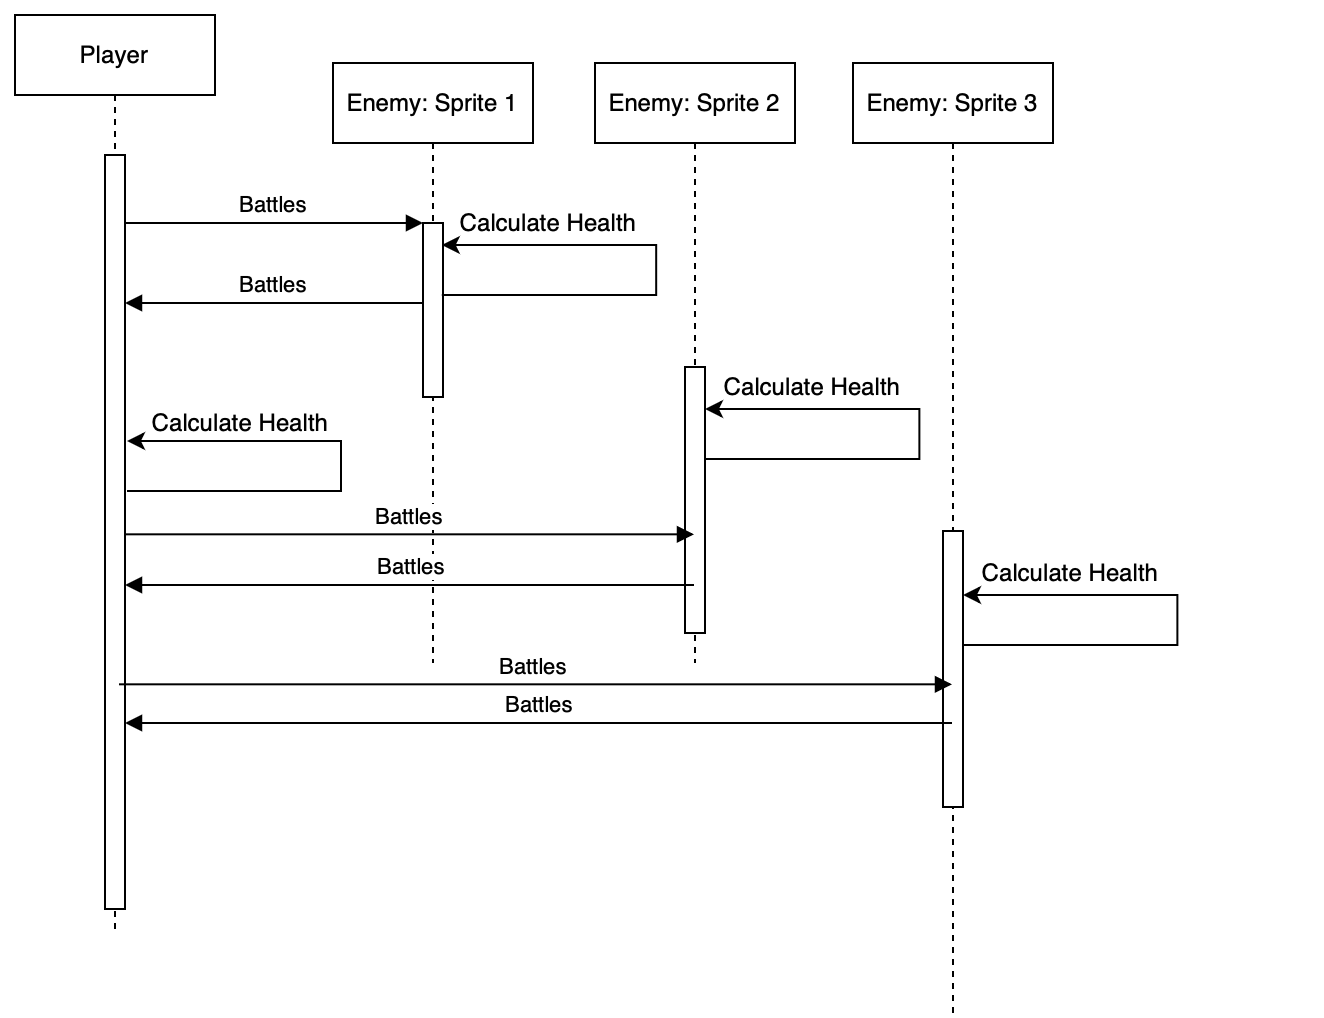 Player
Enemy: Sprite 1
Enemy: Sprite 2
Enemy: Sprite 3
Battles
Calculate Health
Battles
Calculate Health
Calculate Health
Battles
Battles
Calculate Health
Battles
Battles